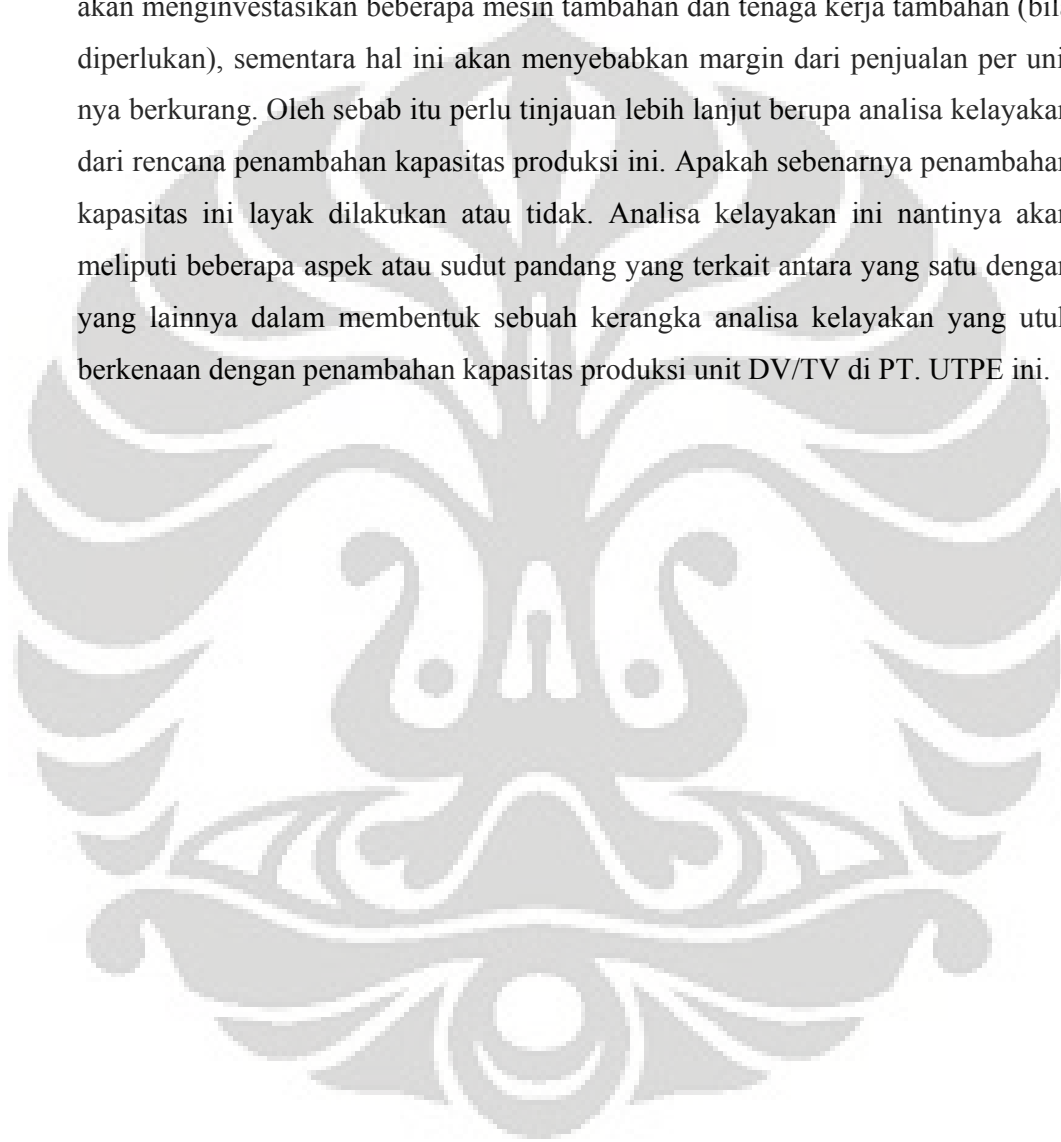 akan menginvestasikan beberapa mesin tambahan dan tenaga kerja tambahan (bila
diperlukan), sementara hal ini akan menyebabkan margin dari penjualan per uni
nya berkurang. Oleh sebab itu perlu tinjauan lebih lanjut berupa analisa kelayakan
dari rencana penambahan kapasitas produksi ini. Apakah sebenarnya penambahan
kapasitas ini layak dilakukan atau tidak. Analisa kelayakan ini nantinya akan
meliputi beberapa aspek atau sudut pandang yang terkait antara yang satu dengan
yang lainnya dalam membentuk sebuah kerangka analisa kelayakan yang utuh
berkenaan dengan penambahan kapasitas produksi unit DV/TV di PT. UTPE ini.